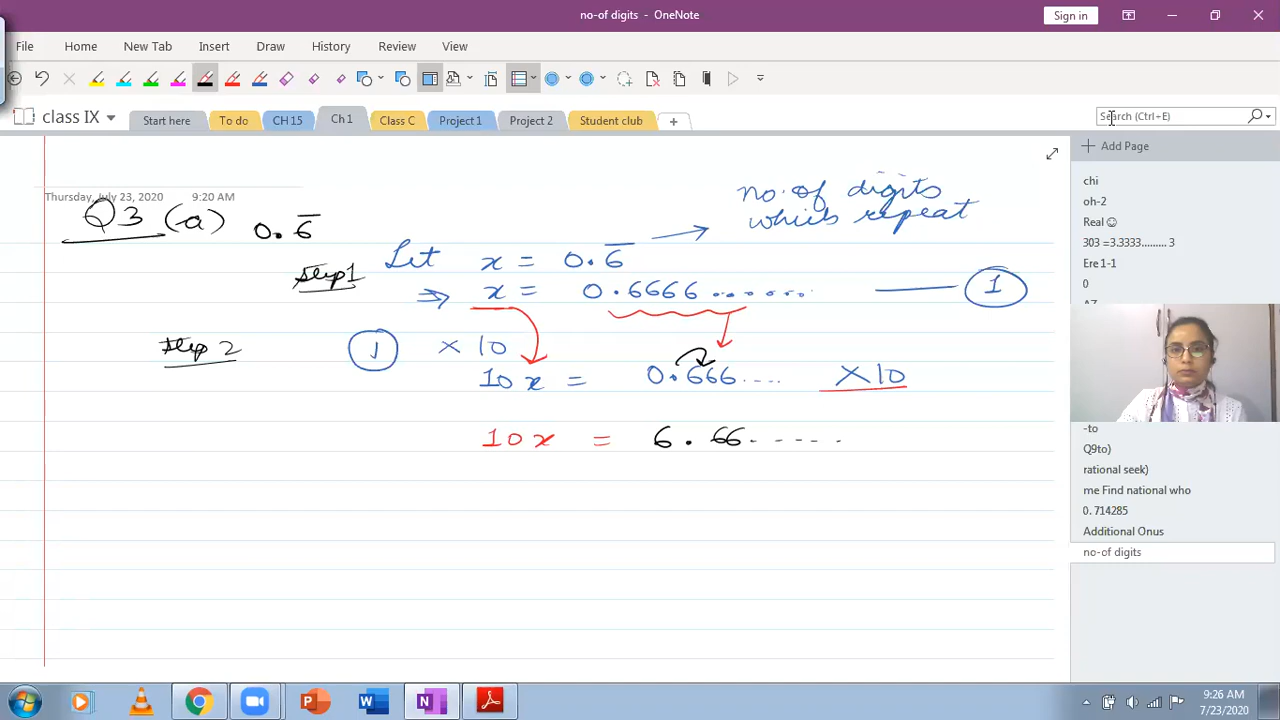 no-of digits - OneNote
Sign in
File Home New Tab Insert Draw History Review View
class IX
Start here To do CH 15 Ch 1 Class C Project 1 Project 2 Student club
Search (Ctrl+E)
Add Page
Thursday, July 23, 2020 9:20 AM
Q3 (a) 0.6̅
no. of digits
which repeat
Let x = 0.6̅
Step 1
⇒ x = 0.6666....... 1
Step 2
1 × 10
10x = 0.666.... ×10
10x = 6.66------
chi
oh-2
Real ☺
303 =3.3333......... 3
Ere 1-1
0
-to
Q9to)
rational seek)
me Find national who
0. 714285
Additional Onus
no-of digits
9:26 AM
7/23/2020